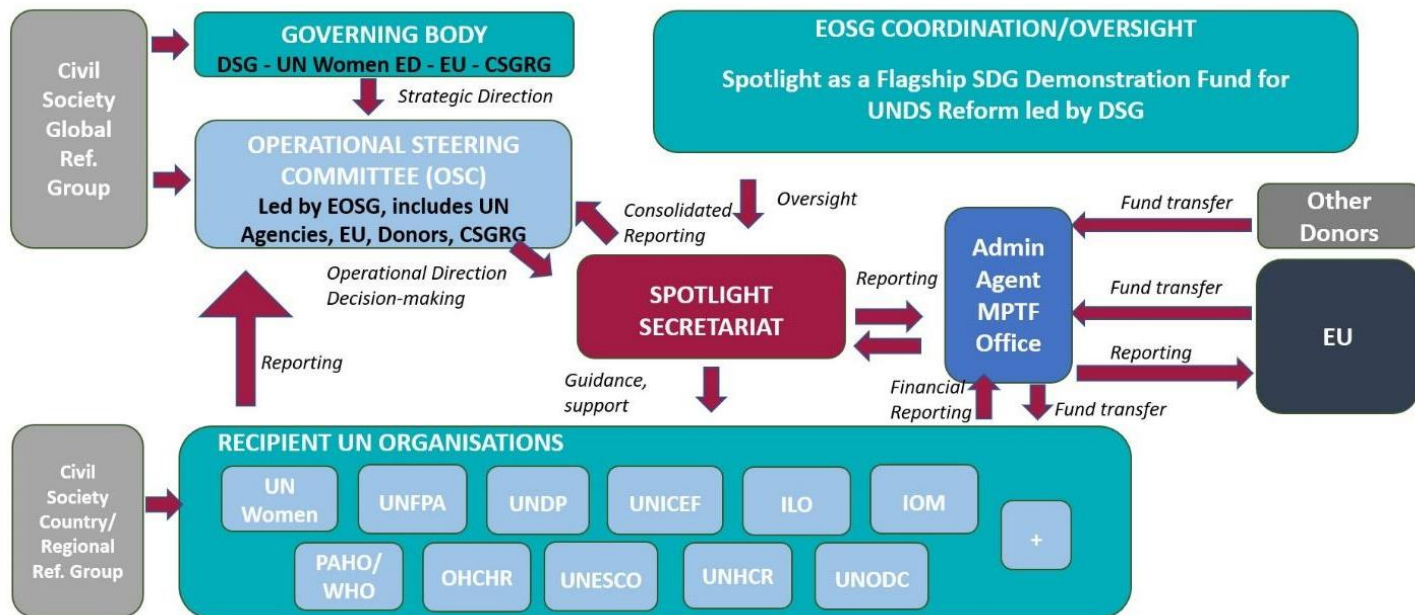 Civil
Society
Global
Ref.
Group
GOVERNING BODY
DSG - UN Women ED - EU - CSGRG
Strategic Direction
OPERATIONAL STEERING
COMMITTEE (OSC)
Led by EOSG, includes UN
Agencies, EU, Donors, CSGRG
EOSG COORDINATION/OVERSIGHT
Spotlight as a Flagship SDG Demonstration Fund for
UNDS Reform led by DSG
Consolidated
Reporting
Oversight
Operational Direction
Decision-making
Reporting
SPOTLIGHT
SECRETARIAT
Reporting
Admin
Agent
MPTF
Office
Fund transfer
Other
Donors
Fund transfer
EU
Reporting
Guidance,
support
Financial
Reporting
Fund transfer
Civil
Society
Country/
Regional
Ref. Group
RECIPIENT UN ORGANISATIONS
UN
Women
UNFPA
UNDP
UNICEF
ILO
IOM
+
PAHO/
WHO
OHCHR
UNESCO
UNHCR
UNODC